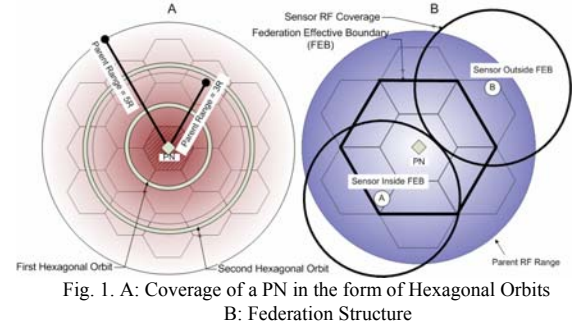 A
Parent Range = 5R
Parent Range = 3R
PN
First Hexagonal Orbit
Second Hexagonal Orbit
Sensor RF Coverage
Federation Effective Boundary
(FEB)
B
Sensor Outside FEB
B
PN
Sensor Inside FEB
A
Parent RF Range
Fig. 1. A: Coverage of a PN in the form of Hexagonal Orbits
B: Federation Structure